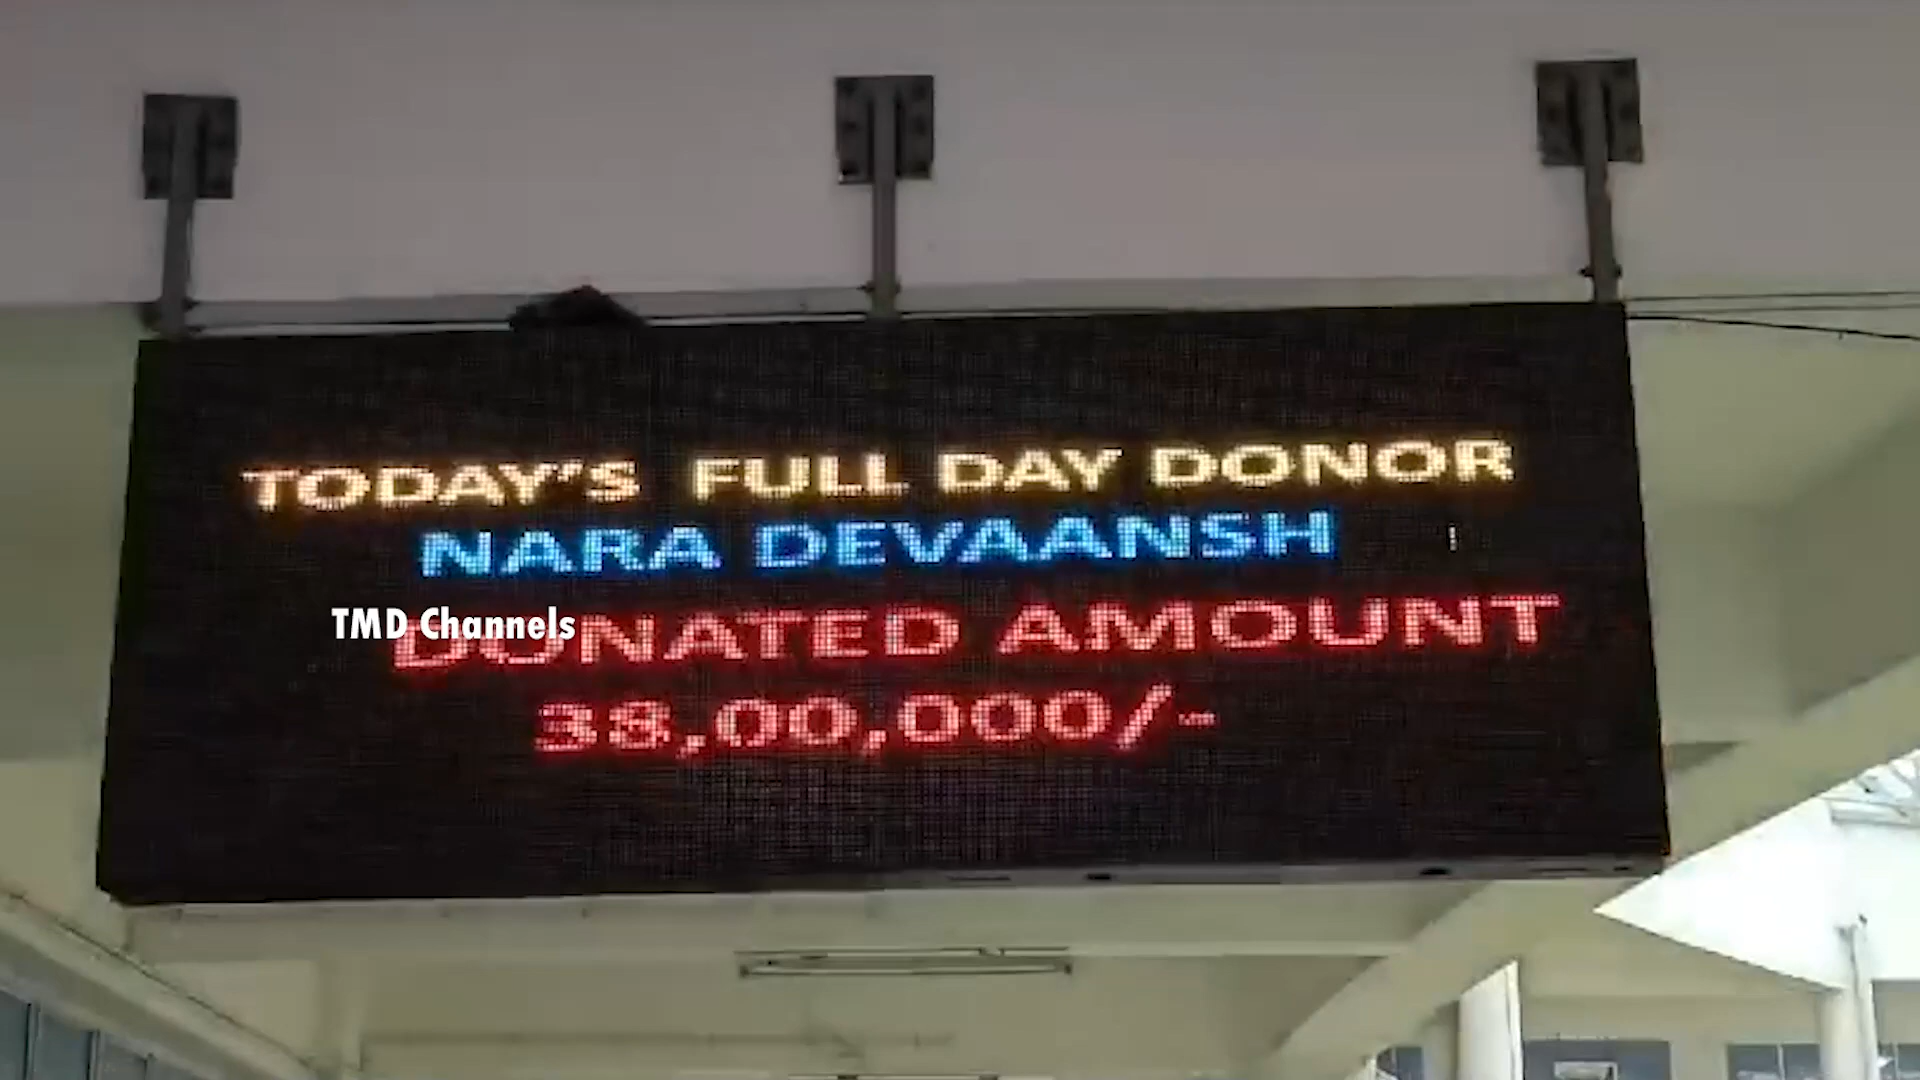 TODAY'S FULL DAY DONOR
NARA DEVAANSH
TMD Channels
DONATED AMOUNT
38,00,000/-